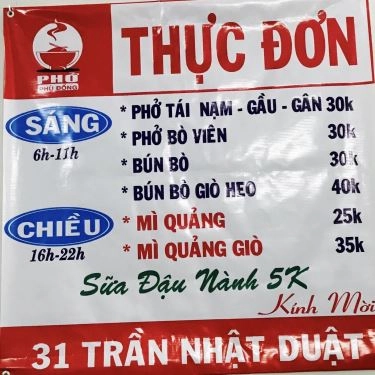 PHỞ
PHÙ ĐỔNG
THỰC ĐƠN
SÁNG
6h-11h
* PHỞ TÁI NẠM - GẦU - GÂN 30k
* PHỞ BÒ VIÊN 30k
* BÚN BÒ 30k
* BÚN BÒ GIÒ HEO 40k
CHIỀU
16h-22h
* MÌ QUẢNG 25k
* MÌ QUẢNG GIÒ 35k
Sữa Đậu Nành 5K
Kính Mời
31 TRẦN NHẬT DUẬT